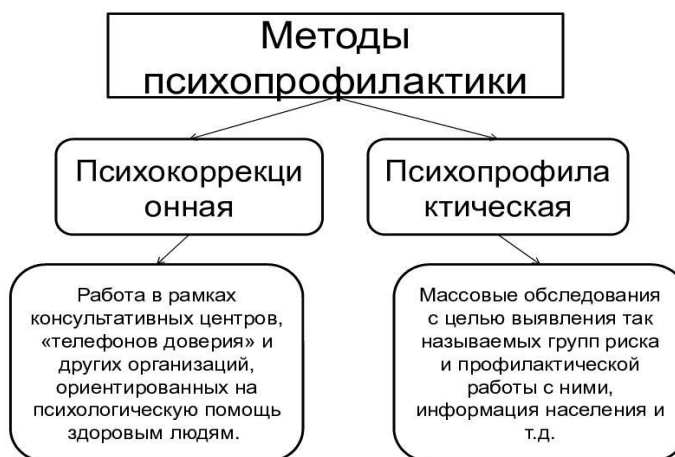 Методы
психопрофилактики
Психокоррекци
онная
Психопрофила
ктическая
Работа в рамках
консультативных центров,
«телефонов доверия» и
других организаций,
ориентированных на
психологическую помощь
здоровым людям.
Массовые обследования
с целью выявления так
называемых групп риска
и профилактической
работы с ними,
информация населения и
т.д.